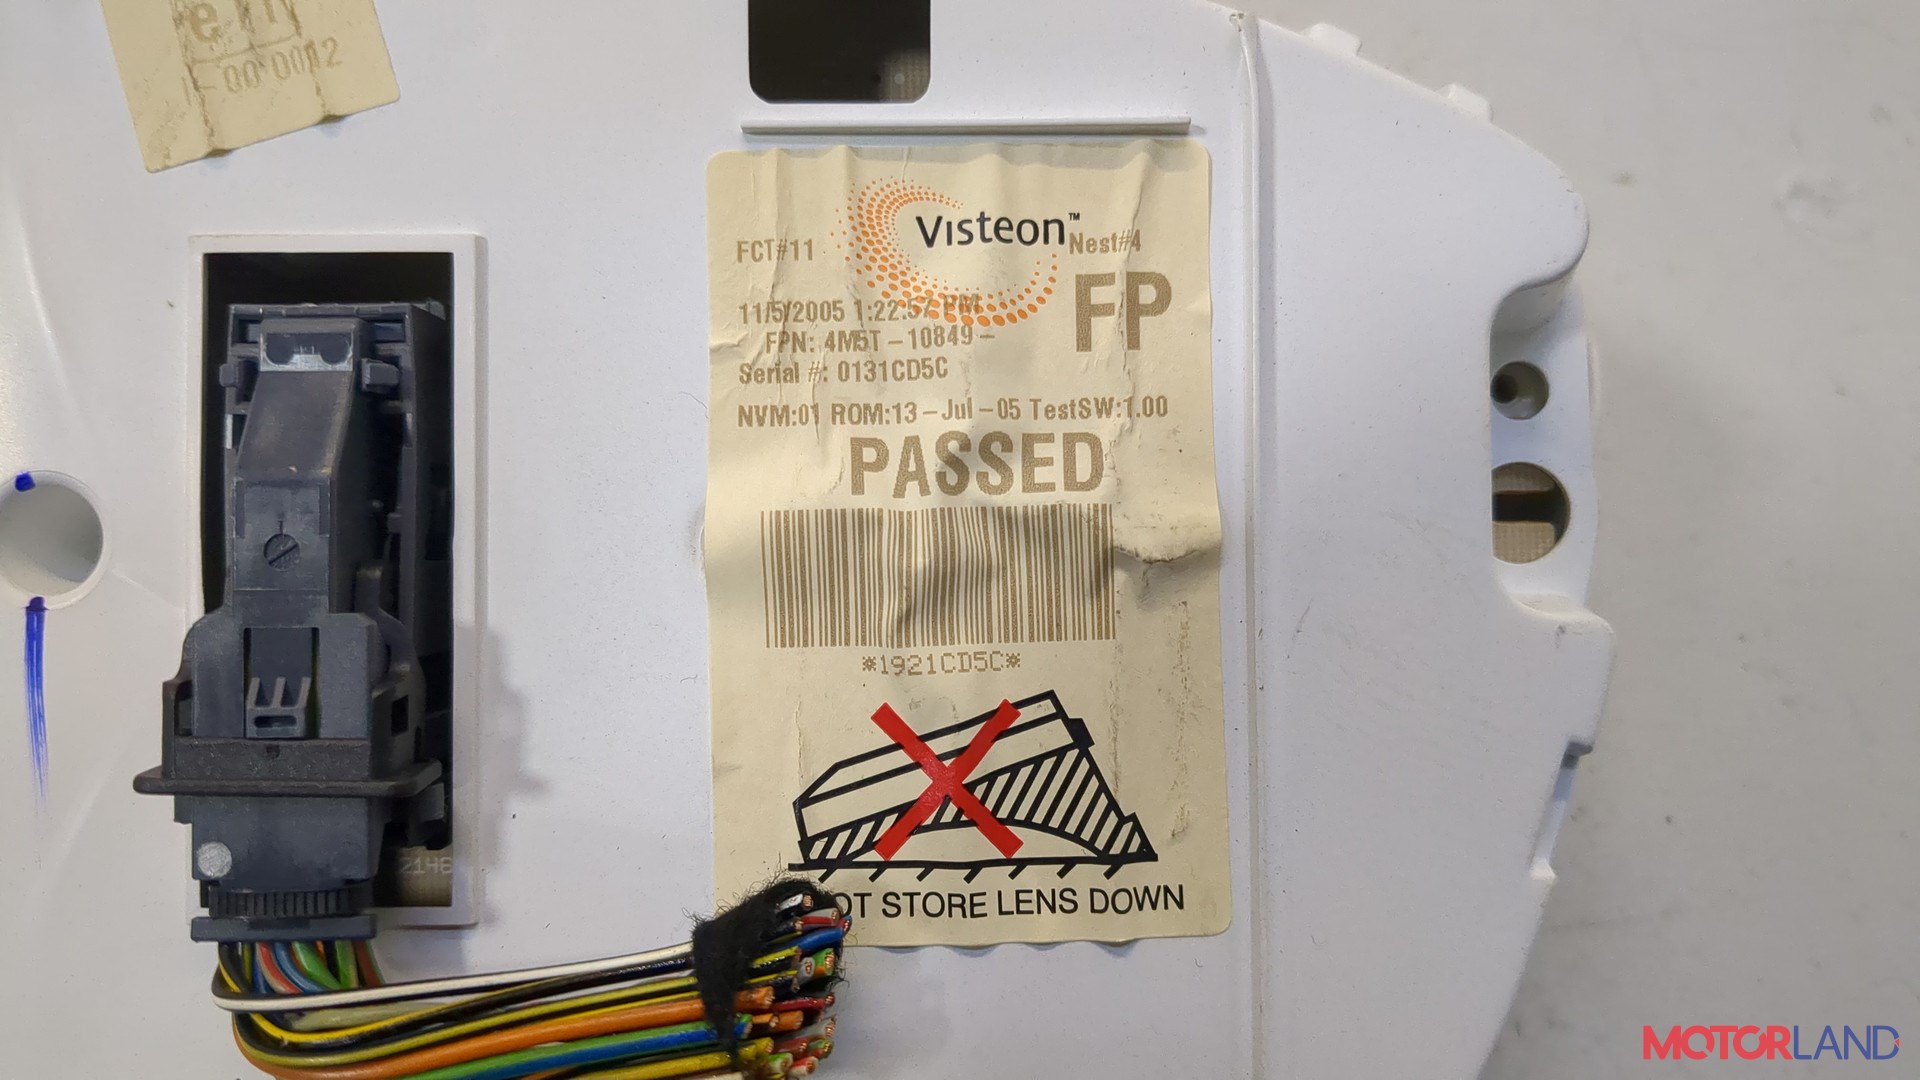 00 0012
Visteon™
FCT#11
Nest#4
FP
11/5/2005 1:22:57 PM
FPN: 4M5T-10849-
Serial #: 0131CD5C
NVM:01 ROM:13-Jul-05 TestSW:1.00
PASSED
*1921CD5C*
OT STORE LENS DOWN
MOTORLAND